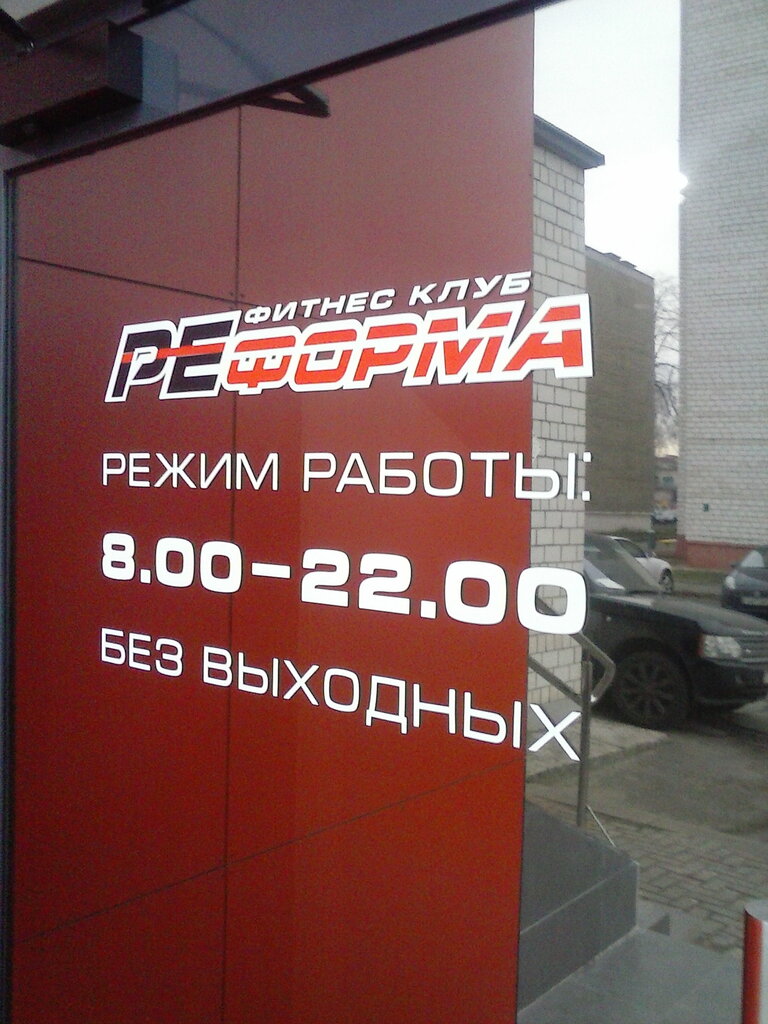 ФИТНЕС КЛУБ
РЕФОРМА
РЕЖИМ РАБОТЫ:
8.00-22.00
БЕЗ ВЫХОДНЫХ